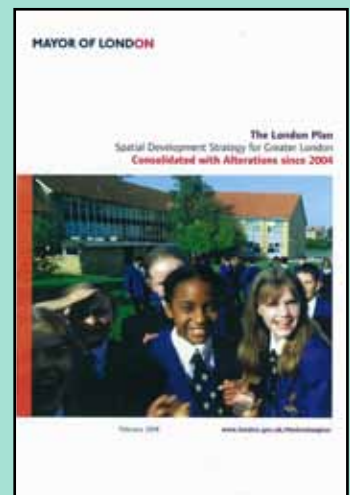 MAYOR OF LONDON
The London Plan
Spatial Development Strategy for Greater London
Consolidated with Alterations since 2004
February 2008
www.london.gov.uk/thelondonplan